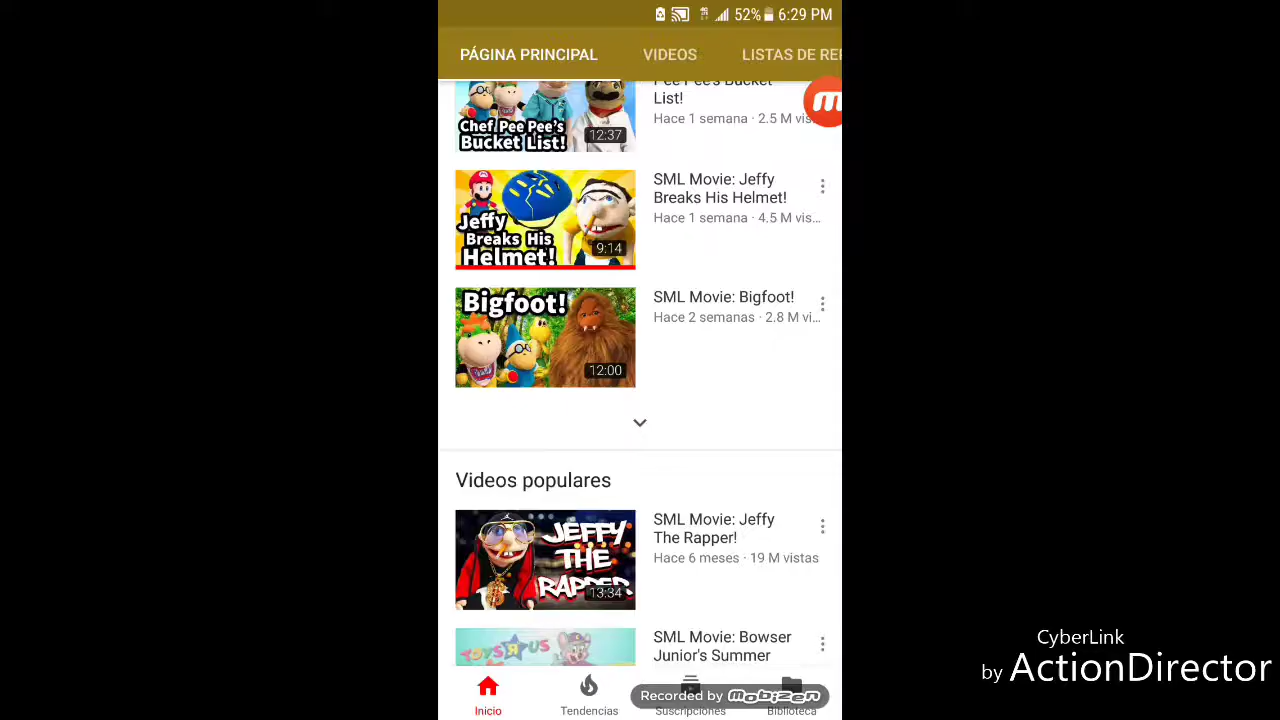 52% 6:29 PM
PÁGINA PRINCIPAL VIDEOS LISTAS DE RE
Pee Pee's Bucket
List!
Hace 1 semana · 2.5 M vis...
Chef Pee Pee's
Bucket List!
12:37
SML Movie: Jeffy
Breaks His Helmet!
Hace 1 semana · 4.5 M vis...
Jeffy
Breaks His
Helmet!
9:14
SML Movie: Bigfoot!
Hace 2 semanas · 2.8 M vi...
Bigfoot!
12:00
Videos populares
SML Movie: Jeffy
The Rapper!
Hace 6 meses · 19 M vistas
JEFFY
THE
RAPPER
13:34
SML Movie: Bowser
Junior's Summer
TOYS R US
Inicio Tendencias Suscripciones Biblioteca
Recorded by mobizen
CyberLink
by ActionDirector